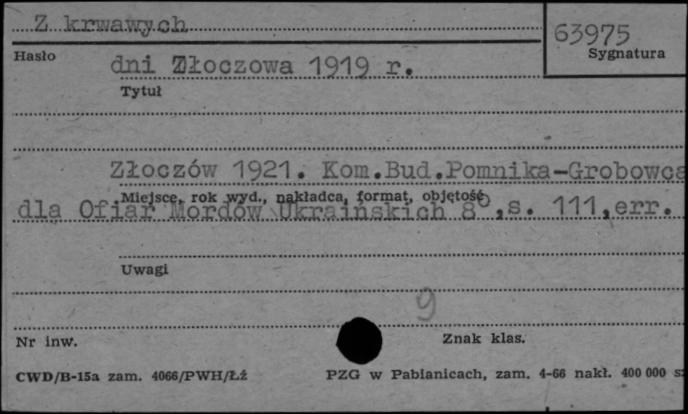 Z krwawych
63975
Hasło
Sygnatura
dni Złoczowa 1919 r.
Tytuł
Złoczów 1921. Kom.Bud.Pomnika-Grobowca
Miejsce, rok wyd., nakładca, format, objętość
dla Ofiar Mordów Ukraińskich 8°,s. 111,err.
Uwagi
9
Nr inw.
Znak klas.
CWD/B-15a zam. 4066/PWH/Łź
PZG w Pabianicach, zam. 4-66 nakł. 400 000 sz